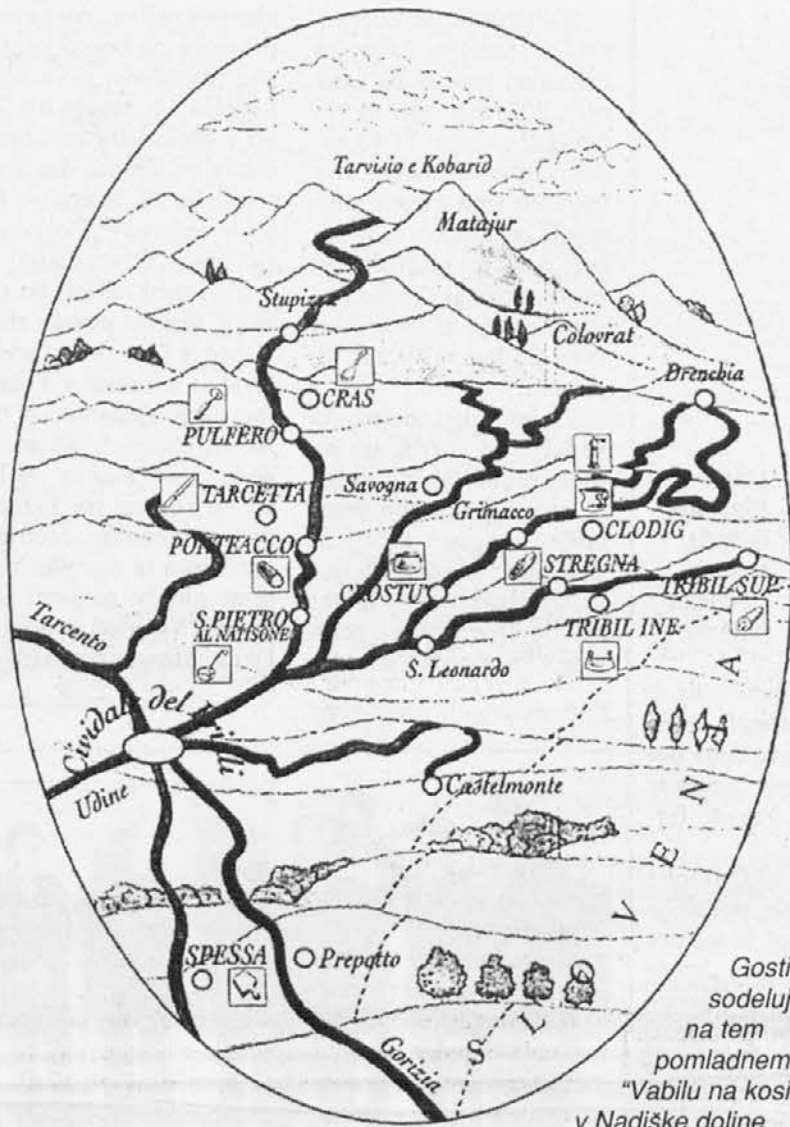 Tarvisio e Kobarid
Matajur
Stupizza
Colovrat
Drenchia
CRAS
PULFERO
Savogna
TARCETTA
Grimacco
CLODIG
PONTEACCO
CROSTU'
STREGNA
TRIBIL SUP.
S. PIETRO
AL NATISONE
TRIBIL INF.
Tarcento
S. Leonardo
Cividale del Friuli
Udine
Castelmonte
SPESSA
Prepotto
Gorizia
S L O V E N I A
Gosti
sodeluj
na tem
pomladnem
"Vabilu na kosi
v Nadiške doline